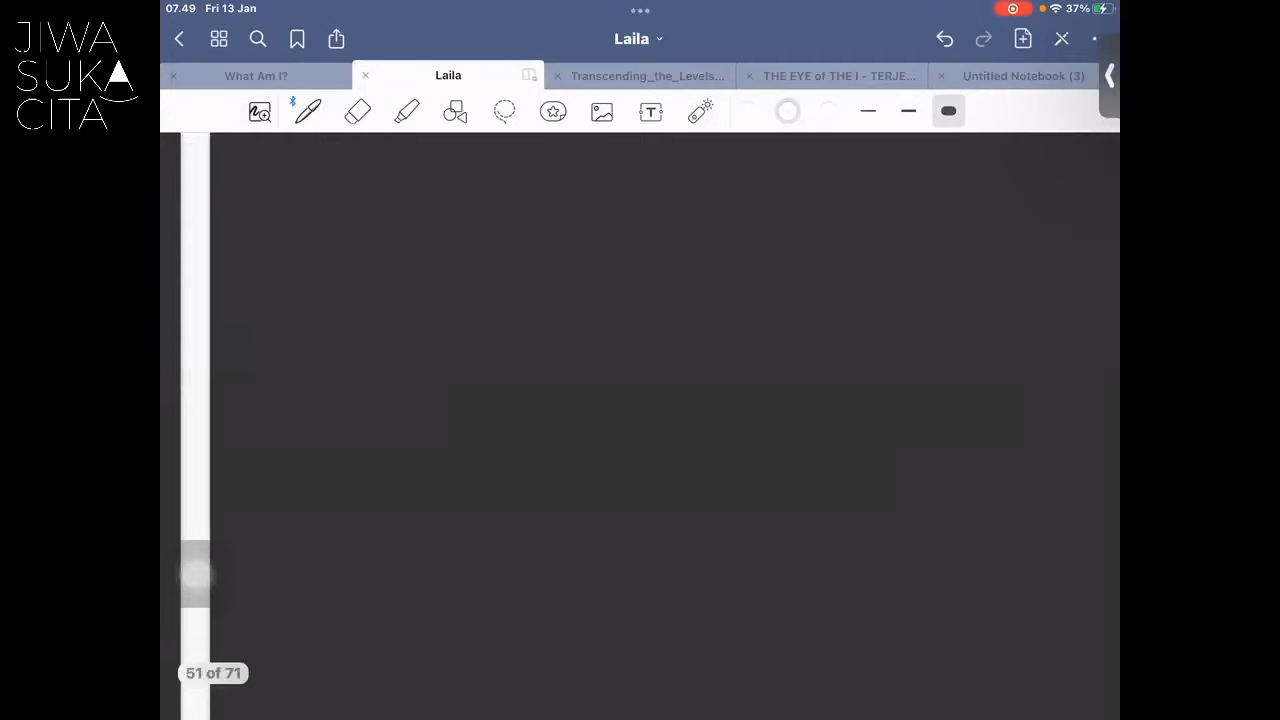 JIWA
SUKA
CITA
07.49 Fri 13 Jan
37%
Laila
What Am I?
Laila
Transcending_the_Levels...
THE EYE of THE I - TERJE...
Untitled Notebook (3)
T
51 of 71